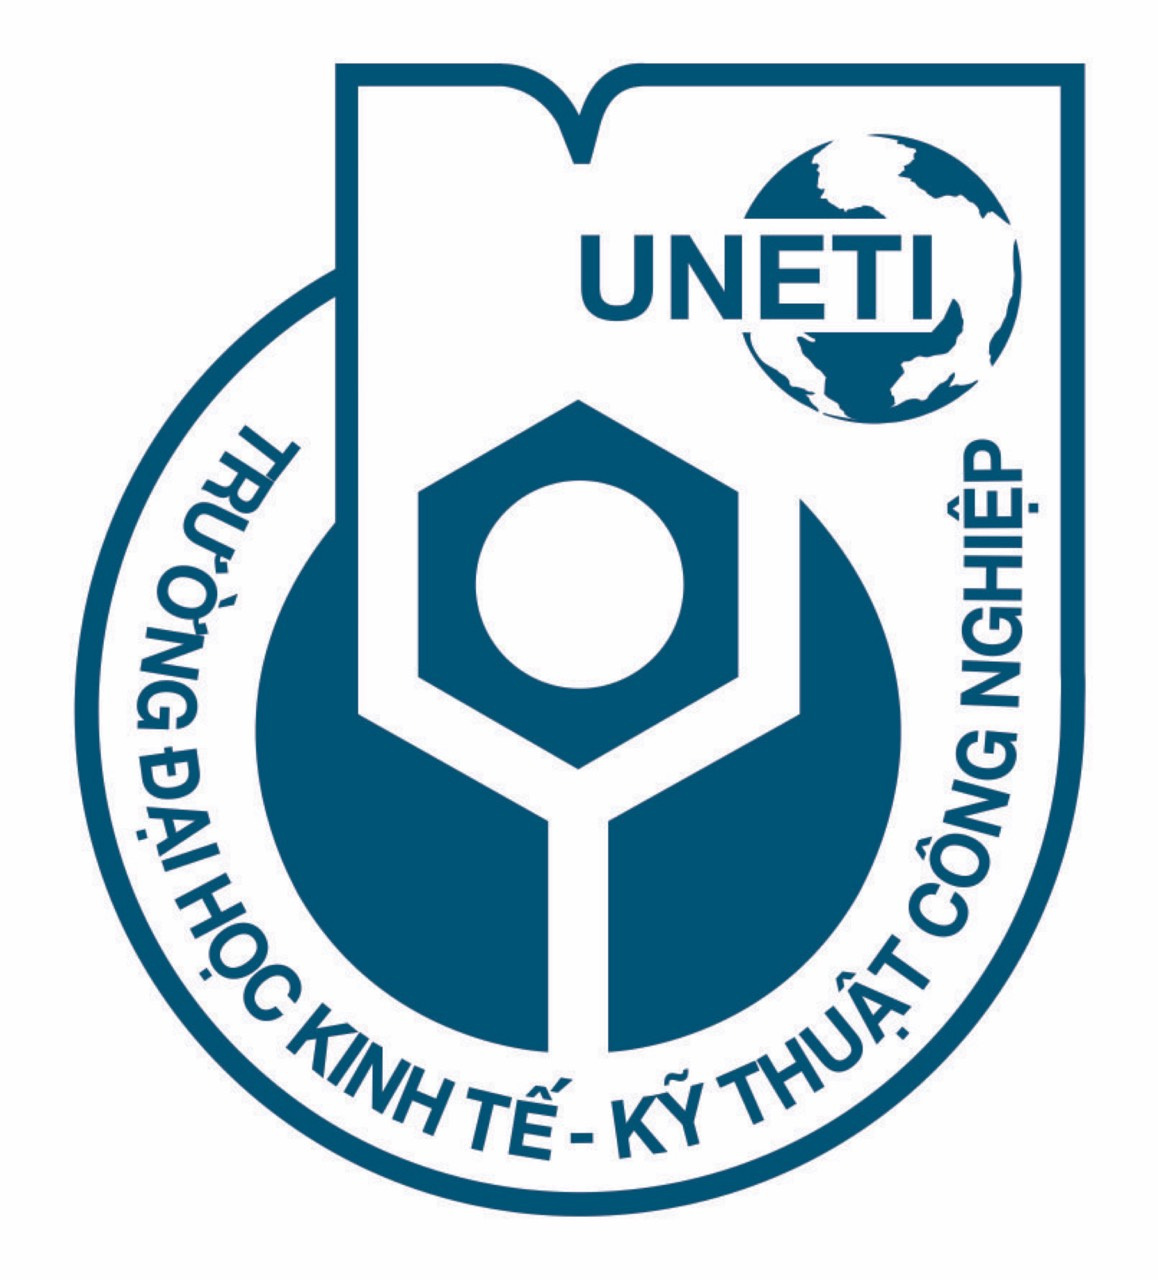 UNETI
TRƯỜNG ĐẠI HỌC KINH TẾ - KỸ THUẬT CÔNG NGHIỆP